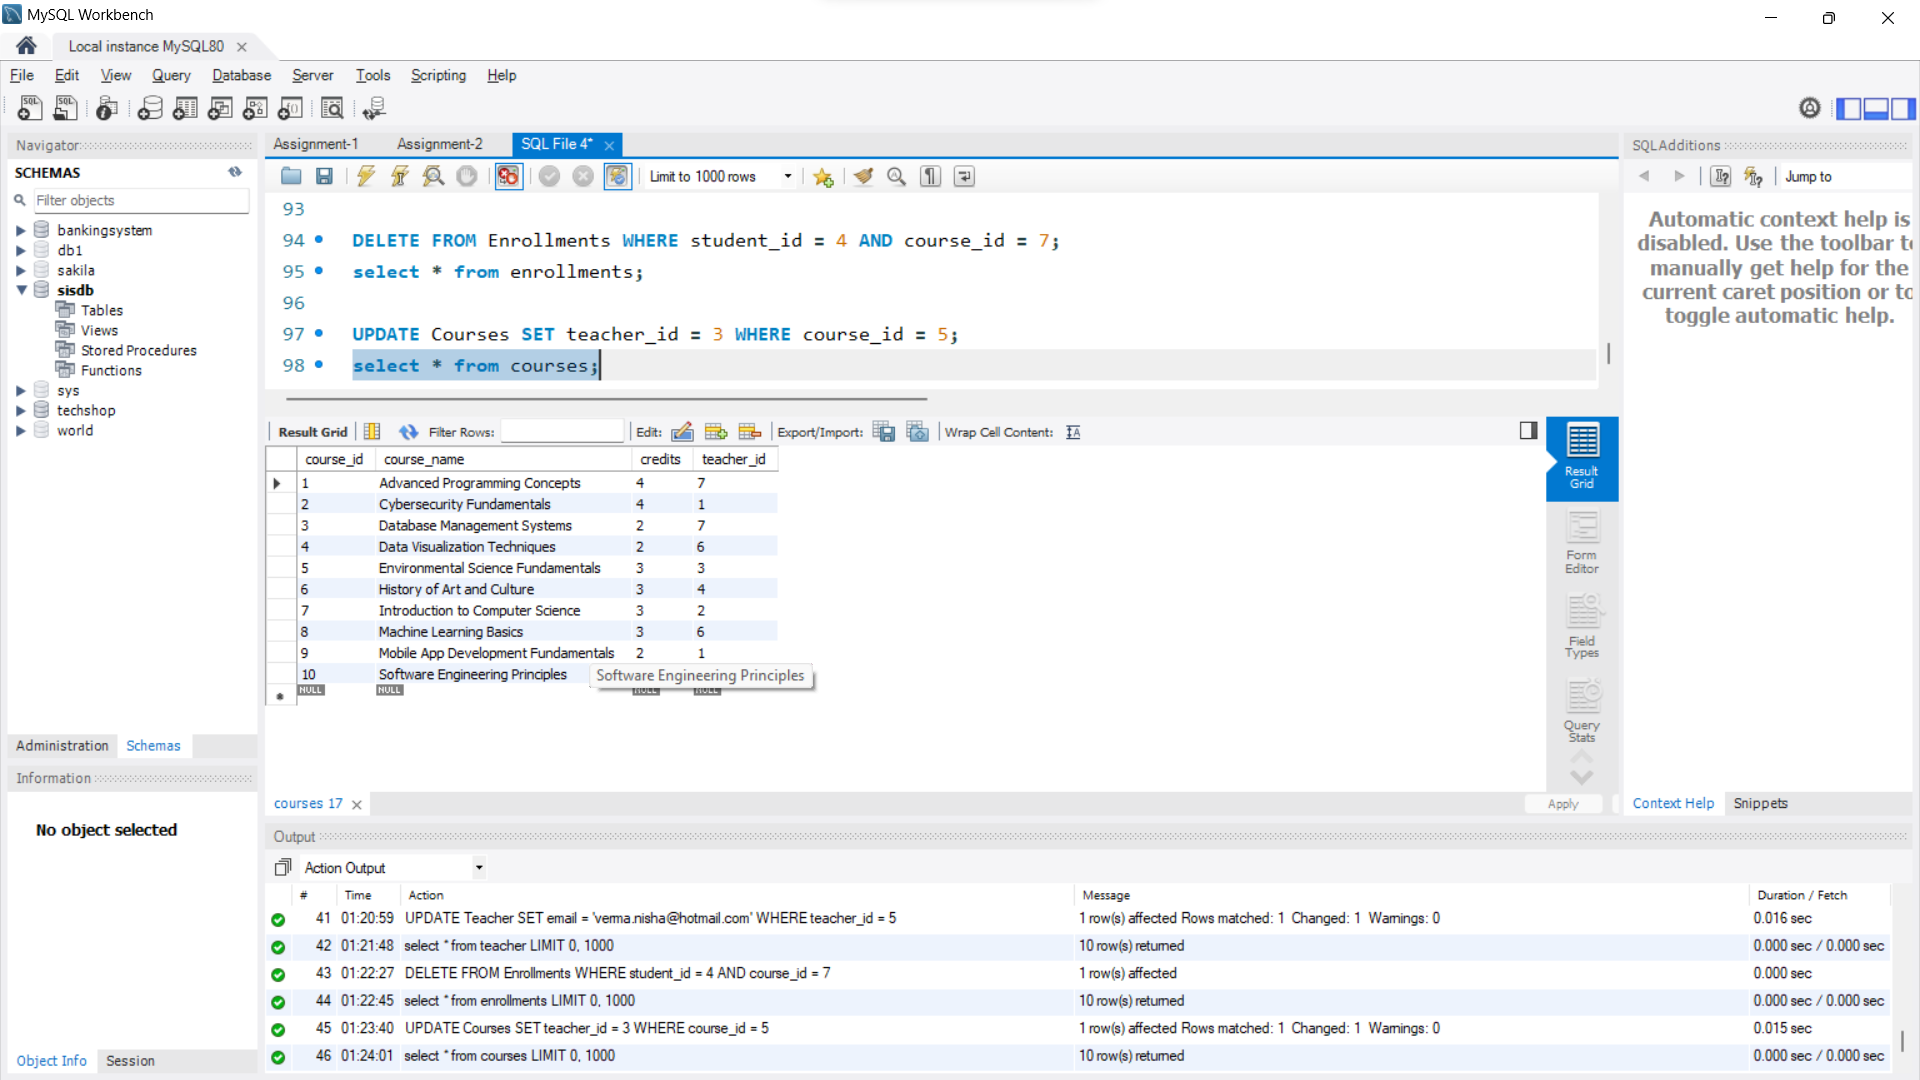 MySQL Workbench
Local instance MySQL80
File Edit View Query Database Server Tools Scripting Help
Navigator
SCHEMAS
Filter objects
bankingsystem
db1
sakila
sisdb
Tables
Views
Stored Procedures
Functions
sys
techshop
world
Administration Schemas
Information
No object selected
Object Info Session
Assignment-1 Assignment-2 SQL File 4*
Limit to 1000 rows
93
94 DELETE FROM Enrollments WHERE student_id = 4 AND course_id = 7;
95 select * from enrollments;
96
97 UPDATE Courses SET teacher_id = 3 WHERE course_id = 5;
98 select * from courses;
Result Grid Filter Rows: Edit: Export/Import: Wrap Cell Content:
course_id course_name credits teacher_id
1 Advanced Programming Concepts 4 7
2 Cybersecurity Fundamentals 4 1
3 Database Management Systems 2 7
4 Data Visualization Techniques 2 6
5 Environmental Science Fundamentals 3 3
6 History of Art and Culture 3 4
7 Introduction to Computer Science 3 2
8 Machine Learning Basics 3 6
9 Mobile App Development Fundamentals 2 1
10 Software Engineering Principles
Software Engineering Principles
NULL NULL NULL NULL
Result
Grid
Form
Editor
Field
Types
Query
Stats
courses 17
Apply
SQLAdditions
Jump to
Automatic context help is
disabled. Use the toolbar
manually get help for the
current caret position or
toggle automatic help.
Context Help Snippets
Output
Action Output
# Time Action Message Duration / Fetch
41 01:20:59 UPDATE Teacher SET email = 'verma.nisha@hotmail.com' WHERE teacher_id = 5 1 row(s) affected Rows matched: 1 Changed: 1 Warnings: 0 0.016 sec
42 01:21:48 select * from teacher LIMIT 0, 1000 10 row(s) returned 0.000 sec / 0.000 sec
43 01:22:27 DELETE FROM Enrollments WHERE student_id = 4 AND course_id = 7 1 row(s) affected 0.000 sec
44 01:22:45 select * from enrollments LIMIT 0, 1000 10 row(s) returned 0.000 sec / 0.000 sec
45 01:23:40 UPDATE Courses SET teacher_id = 3 WHERE course_id = 5 1 row(s) affected Rows matched: 1 Changed: 1 Warnings: 0 0.015 sec
46 01:24:01 select * from courses LIMIT 0, 1000 10 row(s) returned 0.000 sec / 0.000 sec